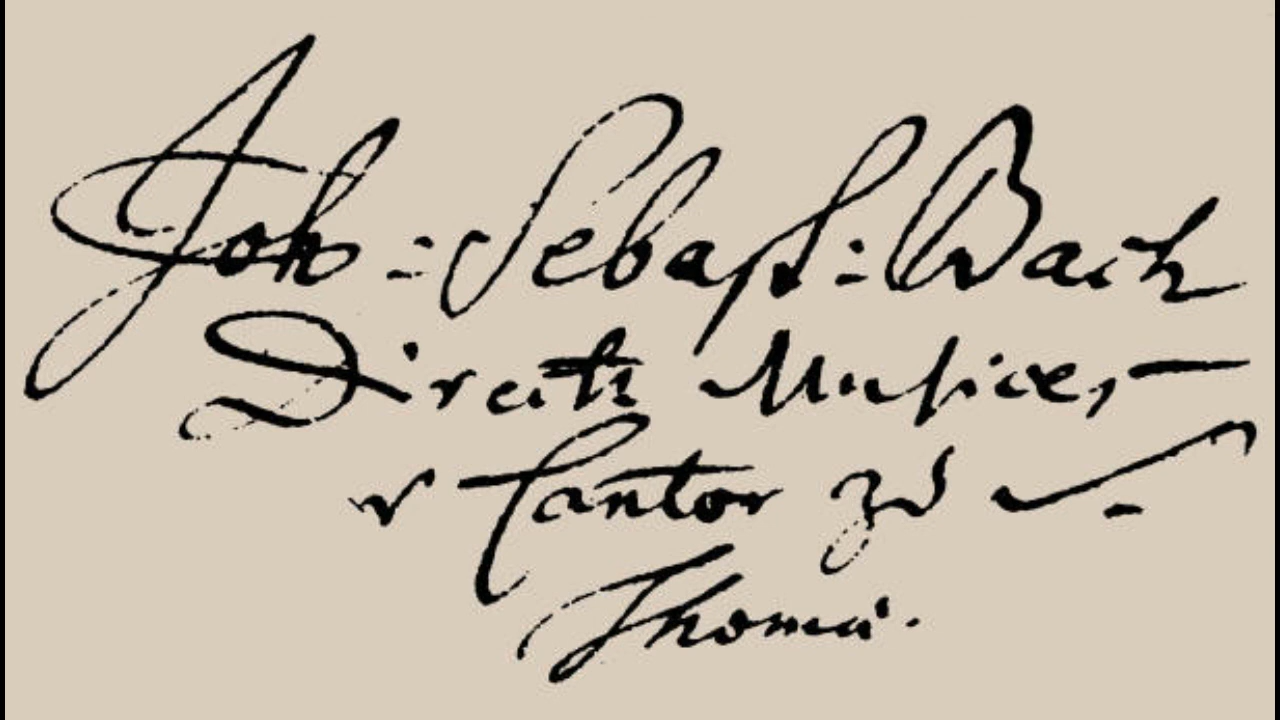 Joh: Sebast: Bach
Direct: Musices,
v Cantor zu S.
Thomæ.